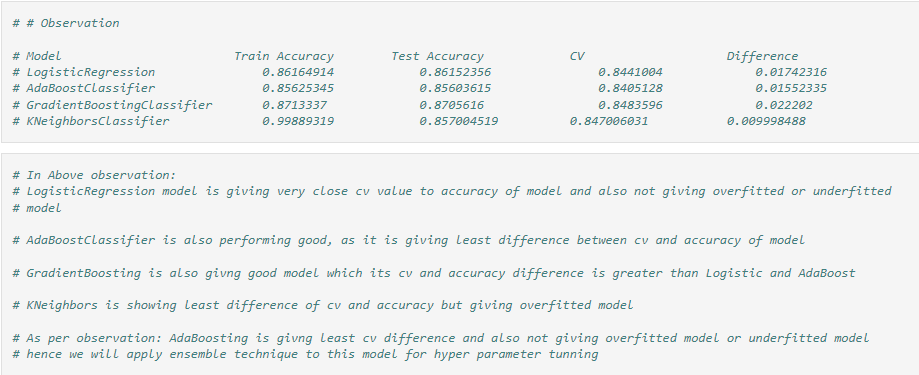 # # Observation
# Model Train Accuracy Test Accuracy CV Difference
# LogisticRegression 0.86164914 0.86152356 0.8441004 0.01742316
# AdaBoostClassifier 0.85625345 0.85603615 0.8405128 0.01552335
# GradientBoostingClassifier 0.8713337 0.8705616 0.8483596 0.022202
# KNeighborsClassifier 0.99889319 0.857004519 0.847006031 0.009998488
# In Above observation:
# LogisticRegression model is giving very close cv value to accuracy of model and also not giving overfitted or underfitted
# model
# AdaBoostClassifier is also performing good, as it is giving least difference between cv and accuracy of model
# GradientBoosting is also givng good model which its cv and accuracy difference is greater than Logistic and AdaBoost
# KNeighbors is showing least difference of cv and accuracy but giving overfitted model
# As per observation: AdaBoosting is givng least cv difference and also not giving overfitted model or underfitted model
# hence we will apply ensemble technique to this model for hyper parameter tunning